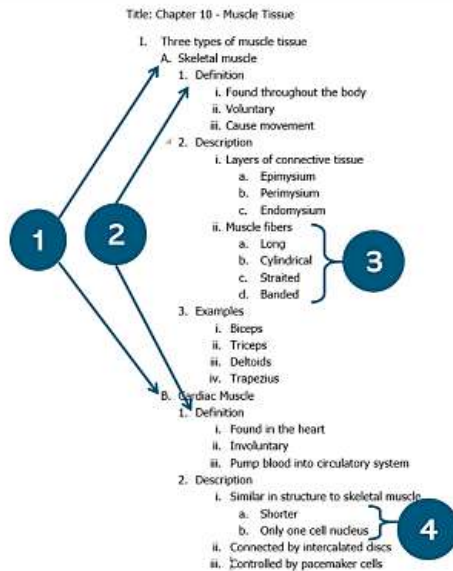 Title: Chapter 10 - Muscle Tissue
I. Three types of muscle tissue
A. Skeletal muscle
1. Definition
i. Found throughout the body
ii. Voluntary
iii. Cause movement
2. Description
i. Layers of connective tissue
a. Epimysium
b. Perimysium
c. Endomysium
ii. Muscle fibers
a. Long
b. Cylindrical
c. Straited
d. Banded
3. Examples
i. Biceps
ii. Triceps
iii. Deltoids
iv. Trapezius
B. Cardiac Muscle
1. Definition
i. Found in the heart
ii. Involuntary
iii. Pump blood into circulatory system
2. Description
i. Similar in structure to skeletal muscle
a. Shorter
b. Only one cell nucleus
ii. Connected by intercalated discs
iii. Controlled by pacemaker cells
1
2
3
4